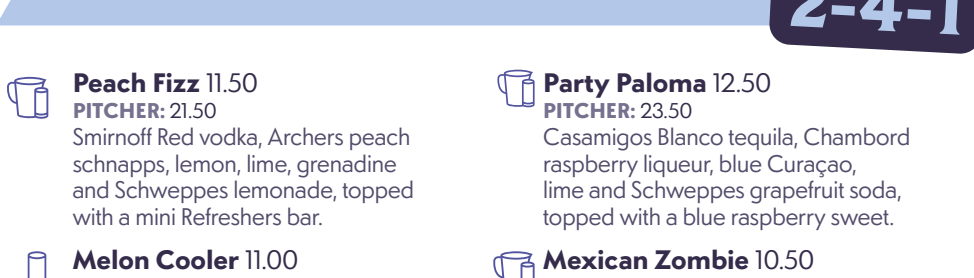 2-4-1
Peach Fizz 11.50
PITCHER: 21.50
Smirnoff Red vodka, Archers peach
schnapps, lemon, lime, grenadine
and Schweppes lemonade, topped
with a mini Refreshers bar.
Melon Cooler 11.00
Party Paloma 12.50
PITCHER: 23.50
Casamigos Blanco tequila, Chambord
raspberry liqueur, blue Curaçao,
lime and Schweppes grapefruit soda,
topped with a blue raspberry sweet.
Mexican Zombie 10.50